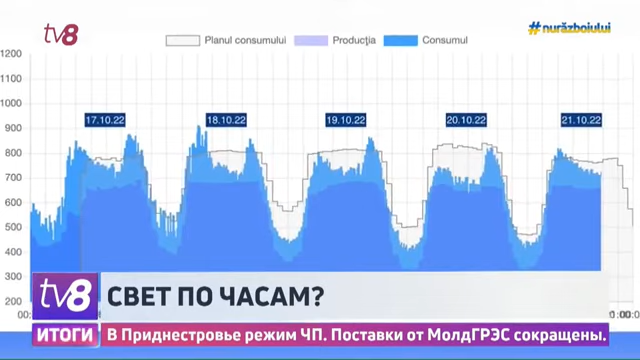 tv8
#nurăzboiului
Planul consumului Producția Consumul
1200
1100
1000
900
800
700
600
500
400
300
200
17.10.22 18.10.22 19.10.22 20.10.22 21.10.22
tv8 СВЕТ ПО ЧАСАМ?
ИТОГИ В Приднестровье режим ЧП. Поставки от МолдГРЭС сокращены.